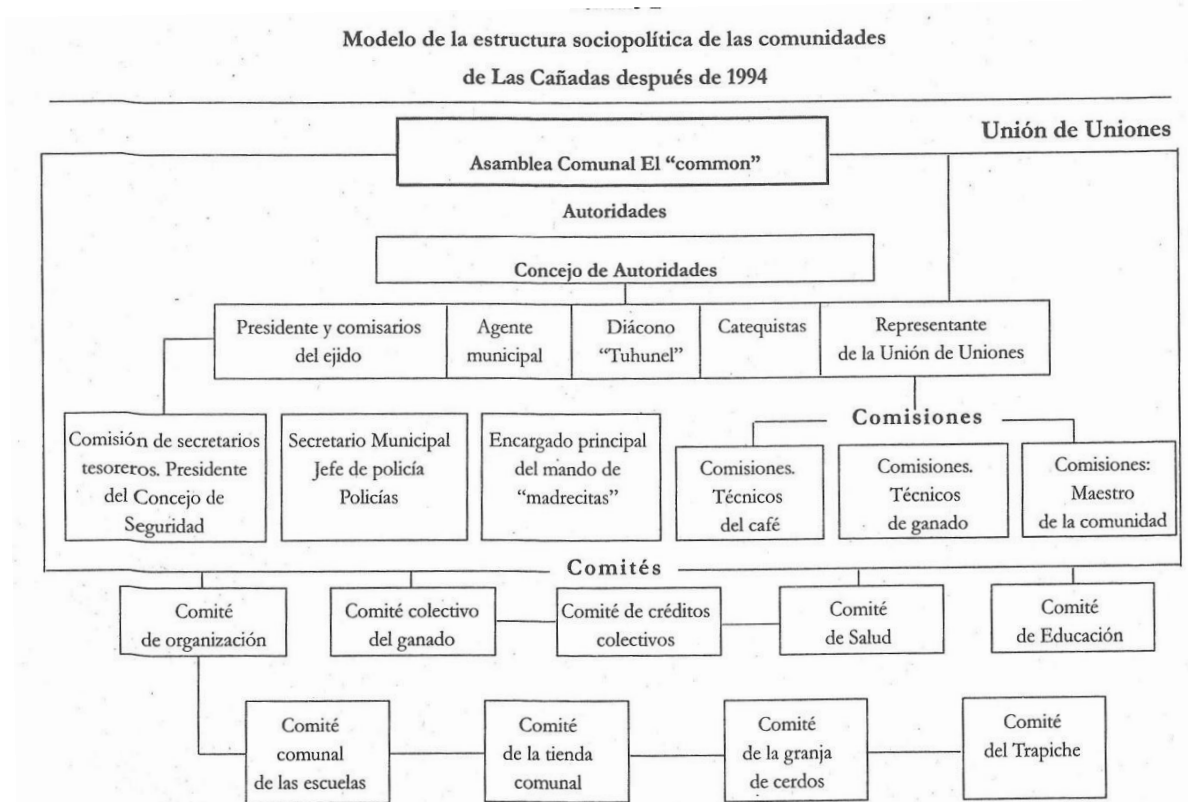 Modelo de la estructura sociopolítica de las comunidades
de Las Cañadas después de 1994
Unión de Uniones
Asamblea Comunal El “common”
Autoridades
Concejo de Autoridades
Presidente y comisarios
del ejido
Agente
municipal
Diácono
“Tuhunel”
Catequistas
Representante
de la Unión de Uniones
Comisiones
Comisión de secretarios
tesoreros. Presidente
del Concejo de
Seguridad
Secretario Municipal
Jefe de policía
Policías
Encargado principal
del mando de
“madrecitas”
Comisiones.
Técnicos
del café
Comisiones.
Técnicos
de ganado
Comisiones:
Maestro
de la comunidad
Comités
Comité
de organización
Comité colectivo
del ganado
Comité de créditos
colectivos
Comité
de Salud
Comité
de Educación
Comité
comunal
de las escuelas
Comité
de la tienda
comunal
Comité
de la granja
de cerdos
Comité
del Trapiche